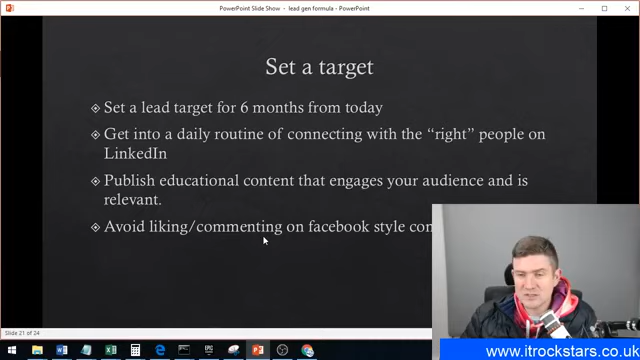 PowerPoint Slide Show - lead gen formula - PowerPoint
Set a target
Set a lead target for 6 months from today
Get into a daily routine of connecting with the “right” people on
LinkedIn
Publish educational content that engages your audience and is
relevant.
Avoid liking/commenting on facebook style con
Slide 21 of 24
www.itrockstars.co.uk